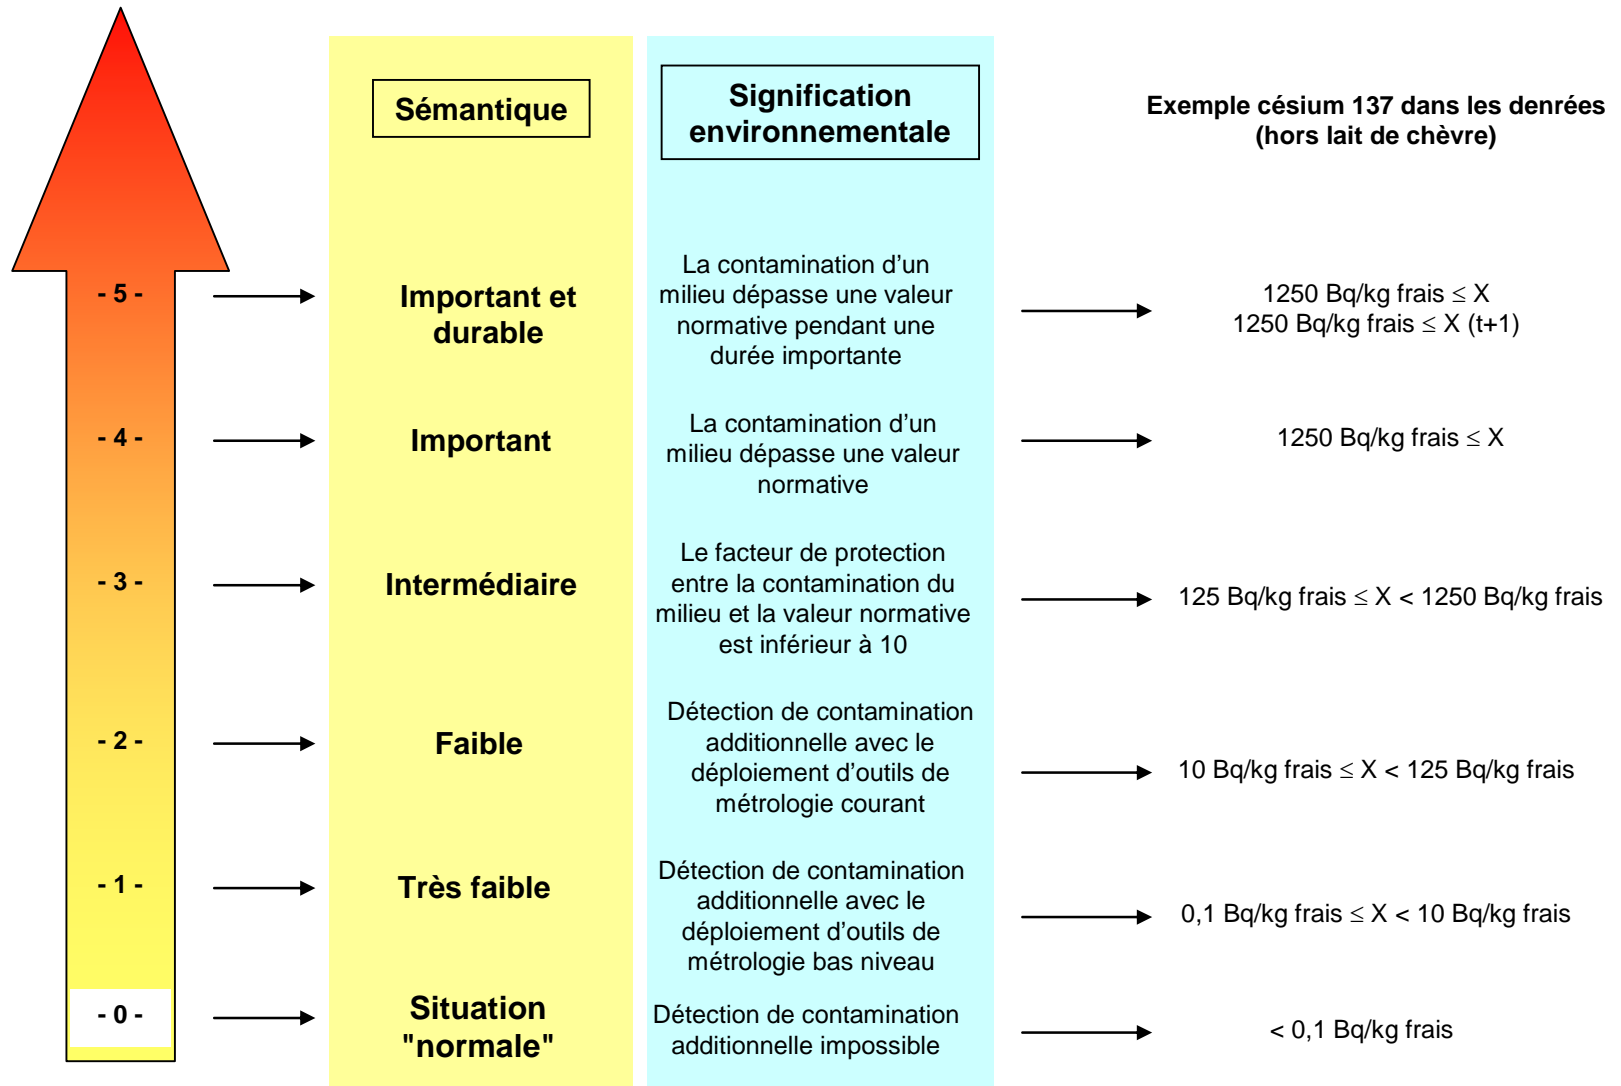 Sémantique
Signification
environnementale
Exemple césium 137 dans les denrées
(hors lait de chèvre)
- 5 -
Important et
durable
La contamination d’un
milieu dépasse une valeur
normative pendant une
durée importante
1250 Bq/kg frais ≤ X
1250 Bq/kg frais ≤ X (t+1)
- 4 -
Important
La contamination d’un
milieu dépasse une valeur
normative
1250 Bq/kg frais ≤ X
- 3 -
Intermédiaire
Le facteur de protection
entre la contamination du
milieu et la valeur normative
est inférieur à 10
125 Bq/kg frais ≤ X < 1250 Bq/kg frais
- 2 -
Faible
Détection de contamination
additionnelle avec le
déploiement d’outils de
métrologie courant
10 Bq/kg frais ≤ X < 125 Bq/kg frais
- 1 -
Très faible
Détection de contamination
additionnelle avec le
déploiement d’outils de
métrologie bas niveau
0,1 Bq/kg frais ≤ X < 10 Bq/kg frais
- 0 -
Situation
"normale"
Détection de contamination
additionnelle impossible
< 0,1 Bq/kg frais